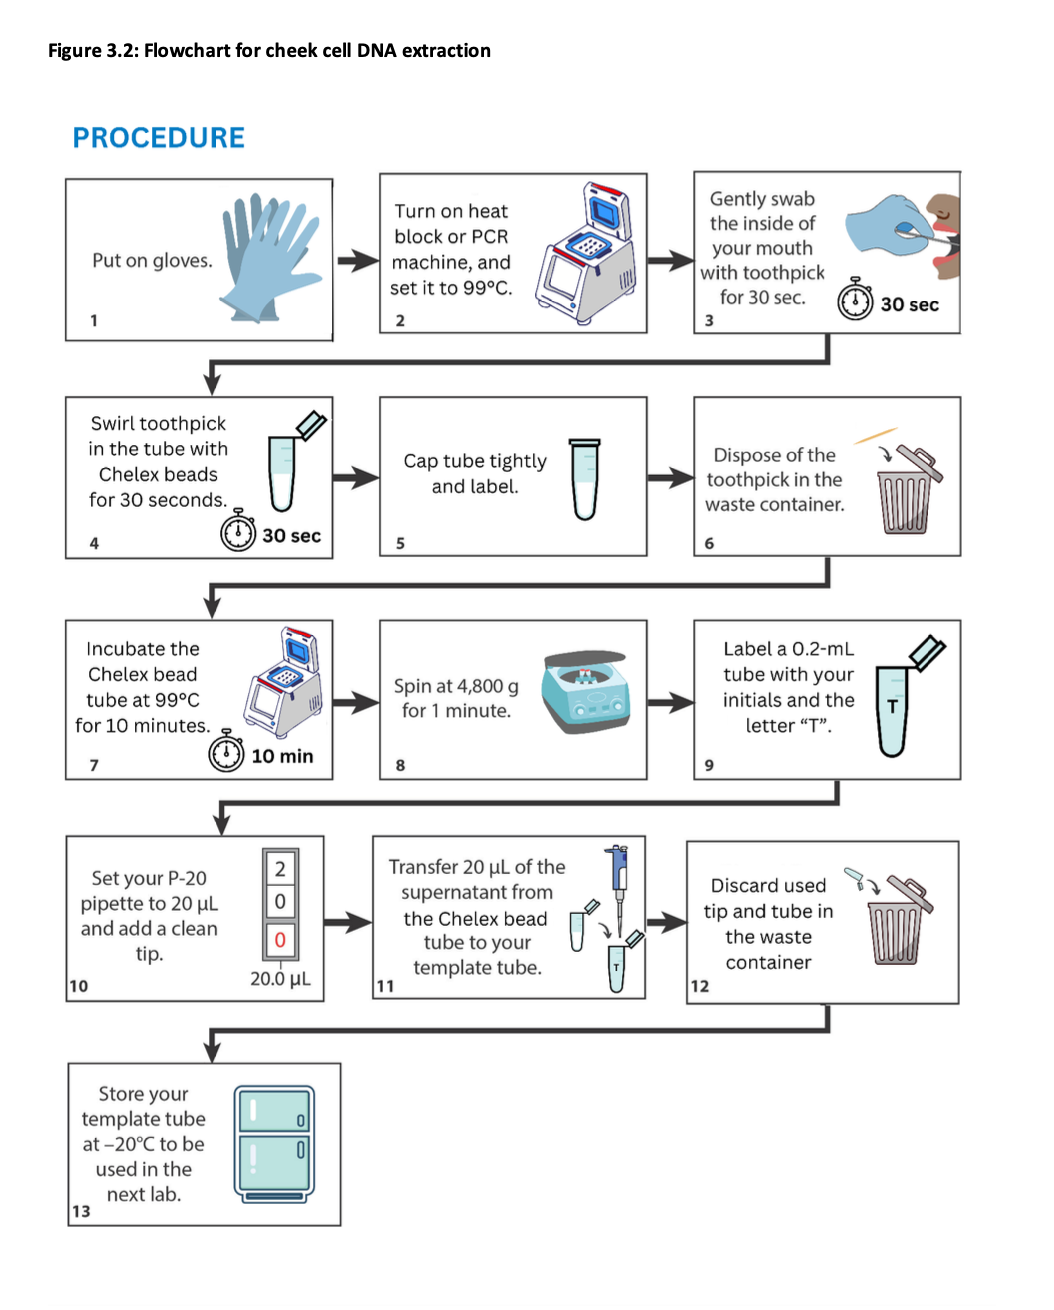 Figure 3.2: Flowchart for cheek cell DNA extraction
PROCEDURE
Put on gloves.
1
Turn on heat
block or PCR
machine, and
set it to 99°C.
2
Gently swab
the inside of
your mouth
with toothpick
for 30 sec.
30 sec
3
Swirl toothpick
in the tube with
Chelex beads
for 30 seconds.
30 sec
4
Cap tube tightly
and label.
5
Dispose of the
toothpick in the
waste container.
6
Incubate the
Chelex bead
tube at 99°C
for 10 minutes.
10 min
7
Spin at 4,800 g
for 1 minute.
8
Label a 0.2-mL
tube with your
initials and the
letter “T”.
T
9
Set your P-20
pipette to 20 µL
and add a clean
tip.
2
0
0
20.0 µL
10
Transfer 20 µL of the
supernatant from
the Chelex bead
tube to your
template tube.
T
11
Discard used
tip and tube in
the waste
container
12
Store your
template tube
at –20°C to be
used in the
next lab.
13